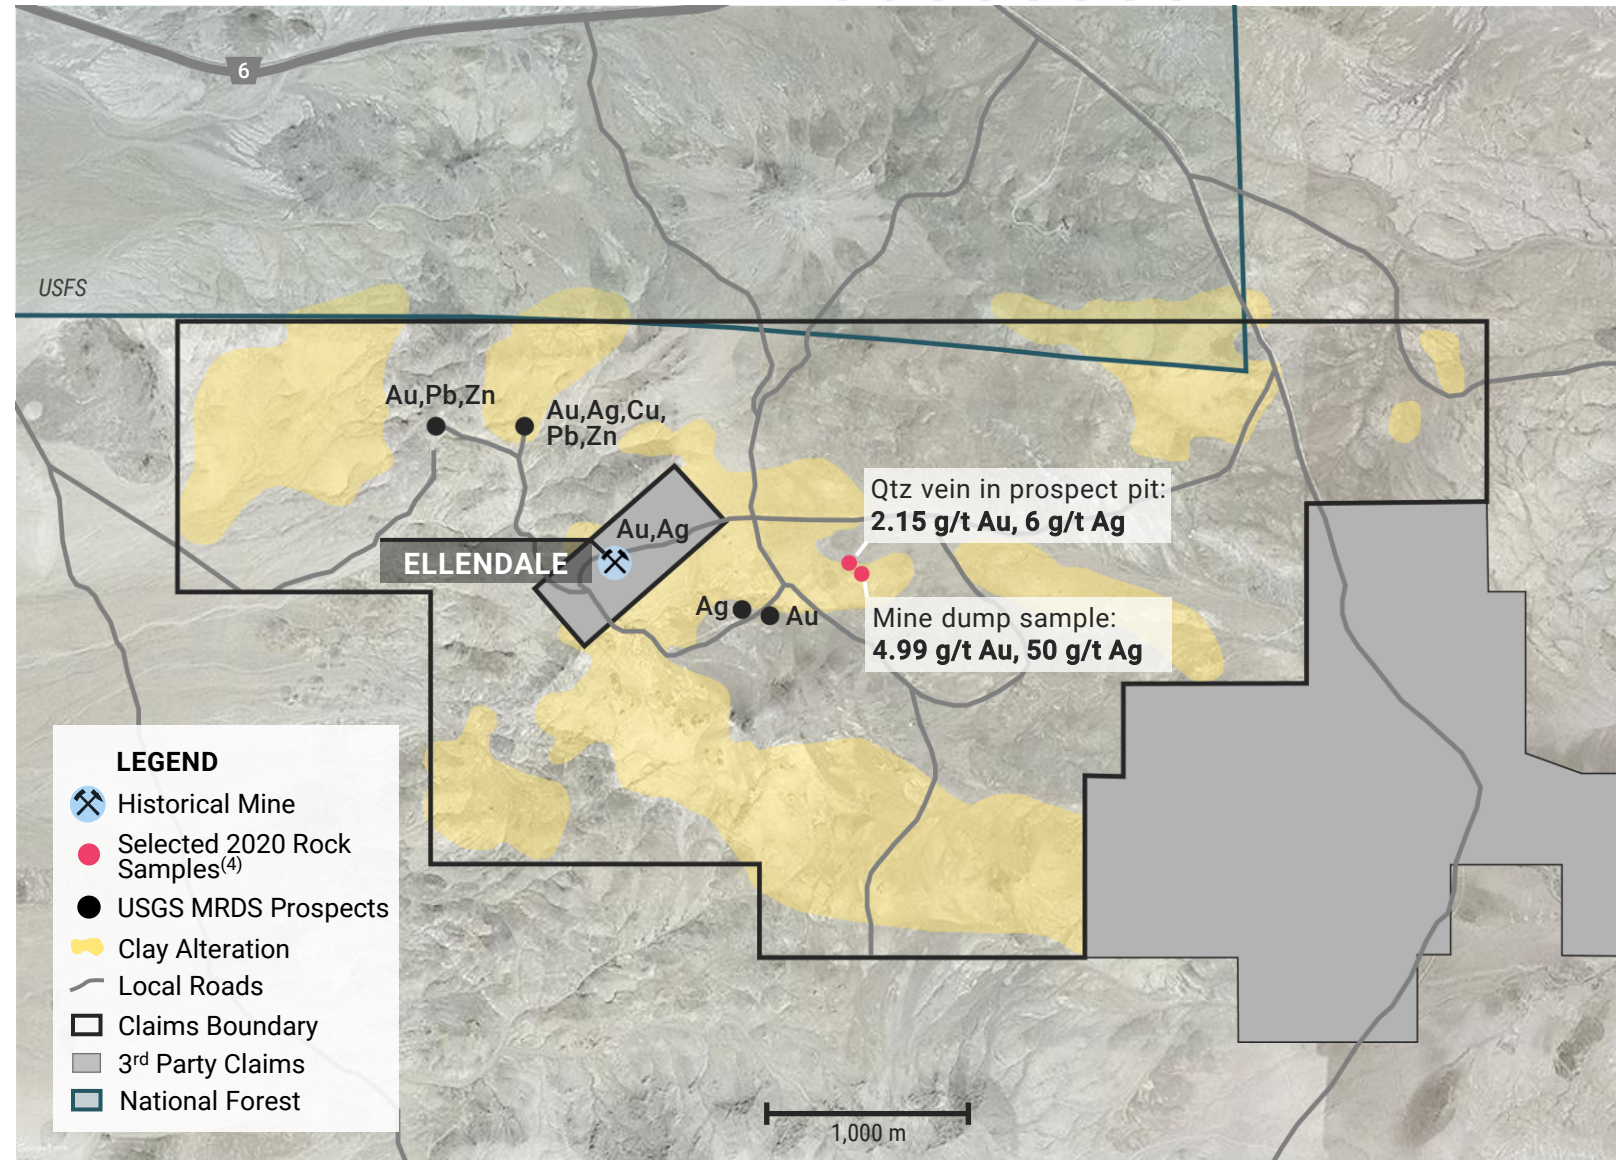 6
USFS
Au,Pb,Zn
Au,Ag,Cu,
Pb,Zn
Qtz vein in prospect pit:
2.15 g/t Au, 6 g/t Ag
Au,Ag
ELLENDALE
Ag
Au
Mine dump sample:
4.99 g/t Au, 50 g/t Ag
LEGEND
Historical Mine
Selected 2020 Rock
Samples(4)
USGS MRDS Prospects
Clay Alteration
Local Roads
Claims Boundary
3rd Party Claims
National Forest
1,000 m